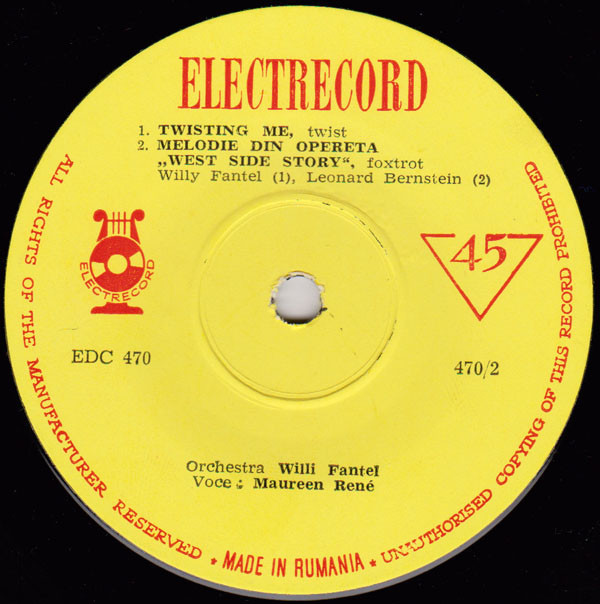 ELECTRECORD
1. TWISTING ME, twist
2. MELODIE DIN OPERETA
„WEST SIDE STORY“, foxtrot
Willy Fantel (1), Leonard Bernstein (2)
ELECTRECORD
45
EDC 470
470/2
Orchestra Willi Fantel
Voce: Maureen René
ALL RIGHTS OF THE MANUFACTURER RESERVED * MADE IN RUMANIA * UNAUTHORISED COPYING OF THIS RECORD PROHIBITED